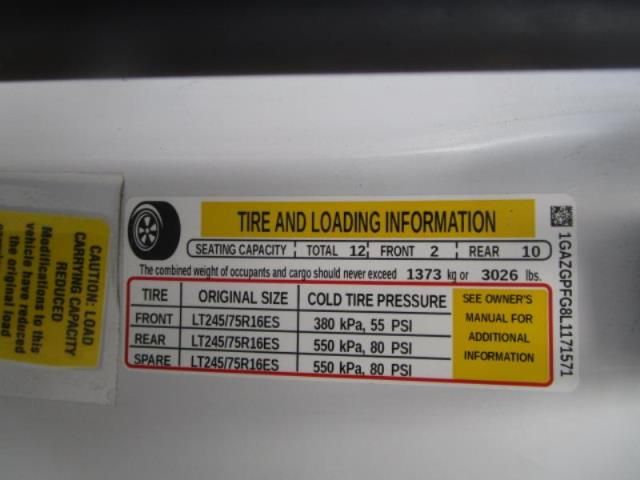 TIRE AND LOADING INFORMATION
SEATING CAPACITY TOTAL 12 FRONT 2 REAR 10
The combined weight of occupants and cargo should never exceed 1373 kg or 3026 lbs.
TIRE ORIGINAL SIZE COLD TIRE PRESSURE
FRONT LT245/75R16ES 380 kPa, 55 PSI
REAR LT245/75R16ES 550 kPa, 80 PSI
SPARE LT245/75R16ES 550 kPa, 80 PSI
SEE OWNER'S
MANUAL FOR
ADDITIONAL
INFORMATION
1GAZGPFG8L1171571
CAUTION: LOAD
CARRYING CAPACITY
REDUCED
Modifications to this
vehicle have reduced
the original load